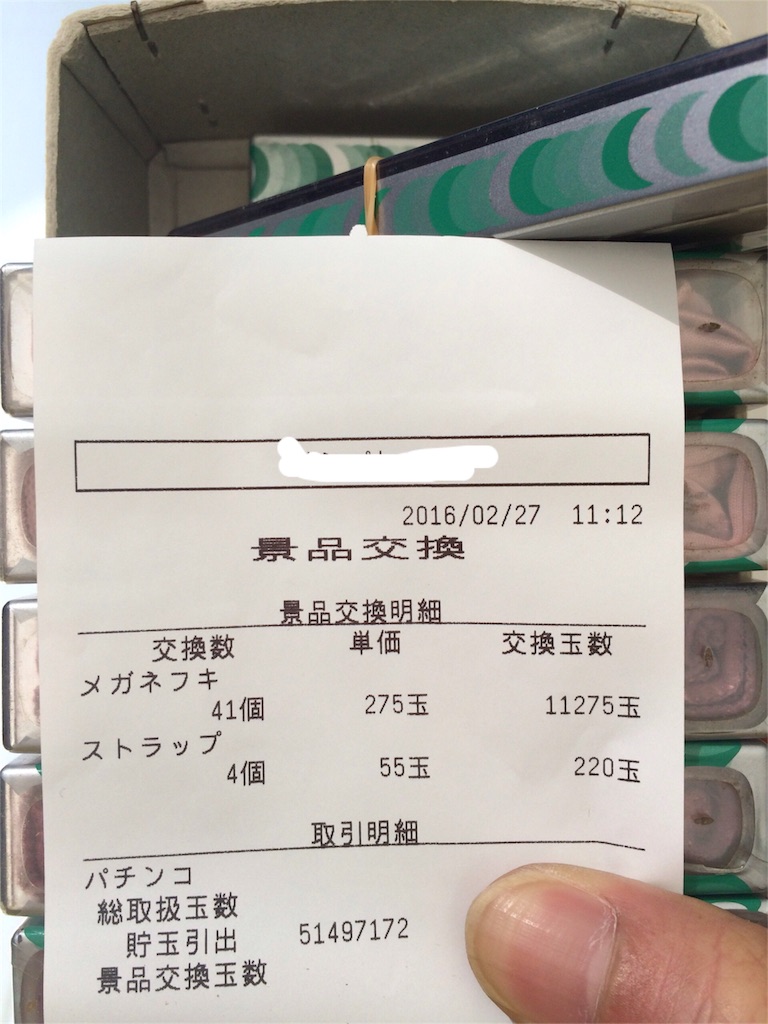 2016/02/27 11:12
景品交換
景品交換明細
交換数 単価 交換玉数
メガネフキ
41個 275玉 11275玉
ストラップ
4個 55玉 220玉
取引明細
パチンコ
総取扱玉数
貯玉引出 51497172
景品交換玉数